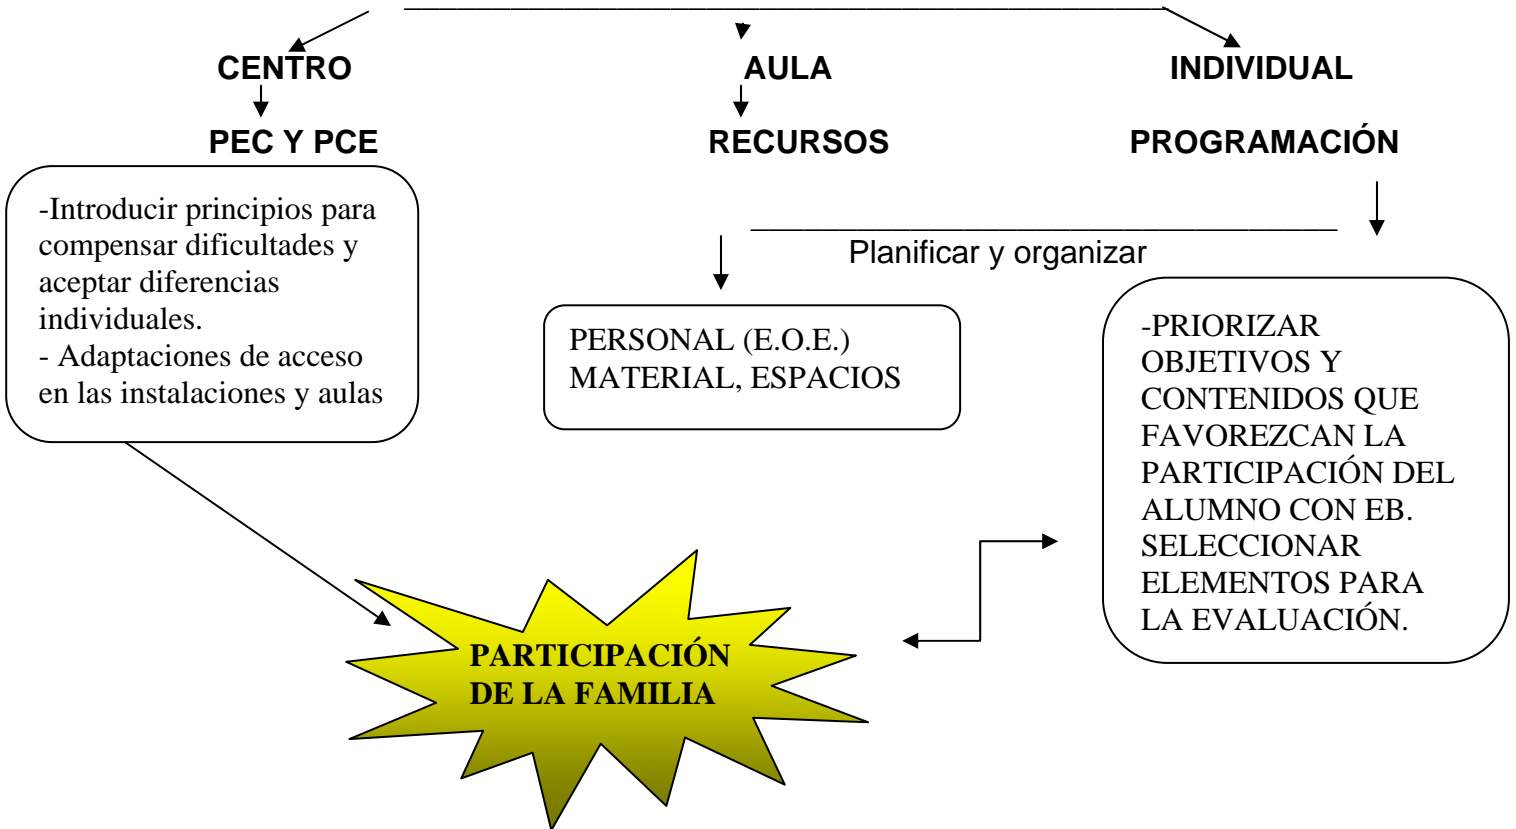 CENTRO
AULA
INDIVIDUAL
PEC Y PCE
RECURSOS
PROGRAMACIÓN
-Introducir principios para
compensar dificultades y
aceptar diferencias
individuales.
- Adaptaciones de acceso
en las instalaciones y aulas
Planificar y organizar
PERSONAL (E.O.E.)
MATERIAL, ESPACIOS
-PRIORIZAR
OBJETIVOS Y
CONTENIDOS QUE
FAVOREZCAN LA
PARTICIPACIÓN DEL
ALUMNO CON EB.
SELECCIONAR
ELEMENTOS PARA
LA EVALUACIÓN.
PARTICIPACIÓN
DE LA FAMILIA